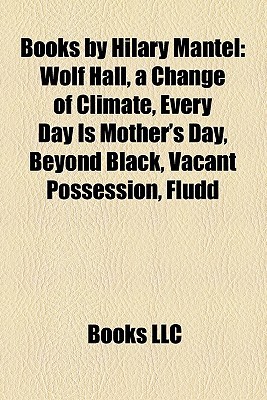 Books by Hilary Mantel:
Wolf Hall, a Change
of Climate, Every
Day Is Mother's Day,
Beyond Black, Vacant
Possession, Fludd
Books LLC